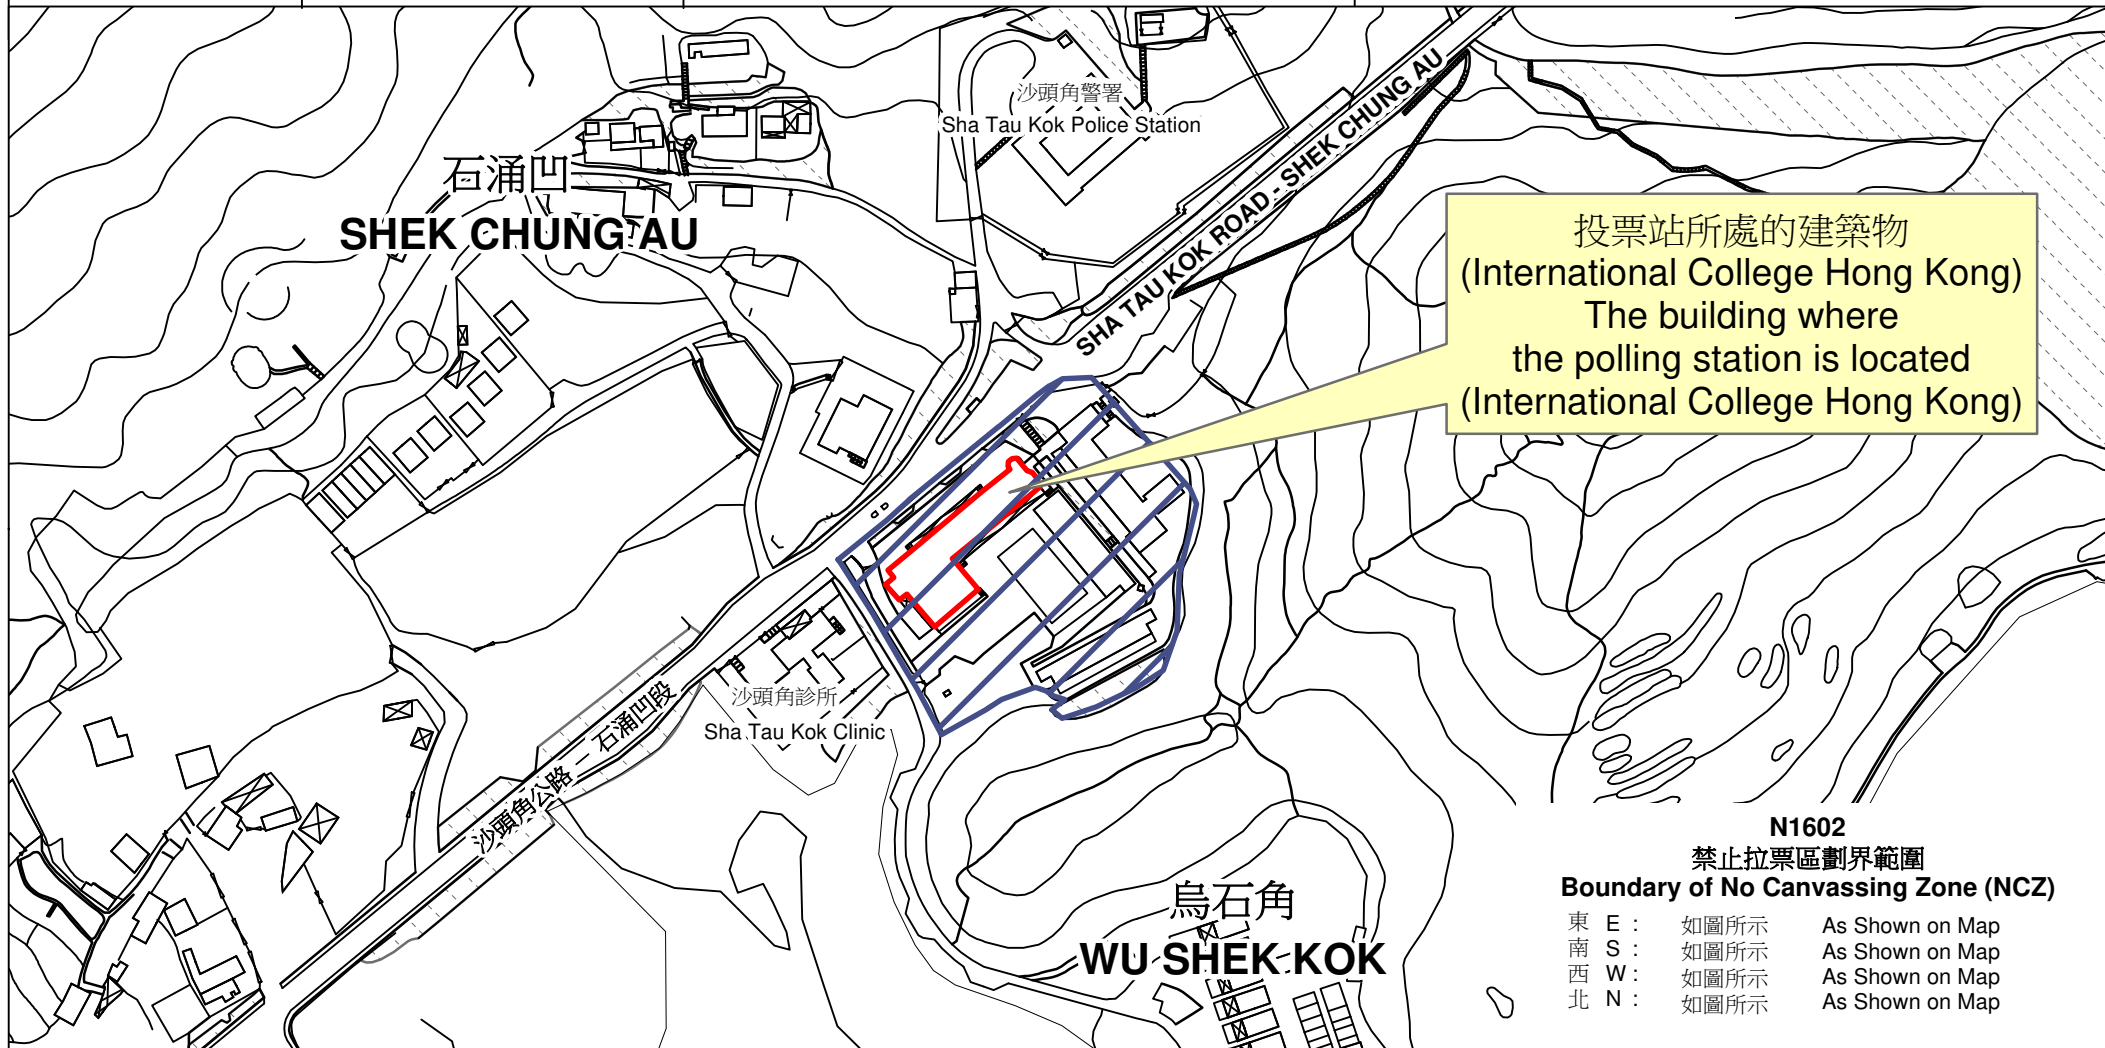 沙頭角警署
Sha Tau Kok Police Station
SHA TAU KOK ROAD - SHEK CHUNG AU
石涌凹
SHEK CHUNG AU
投票站所處的建築物
(International College Hong Kong)
The building where
the polling station is located
(International College Hong Kong)
沙頭角診所
Sha Tau Kok Clinic
沙頭角公路 － 石涌凹段
烏石角
WU SHEK KOK
N1602
禁止拉票區劃界範圍
Boundary of No Canvassing Zone (NCZ)
東 E : 如圖所示 As Shown on Map
南 S : 如圖所示 As Shown on Map
西 W : 如圖所示 As Shown on Map
北 N : 如圖所示 As Shown on Map